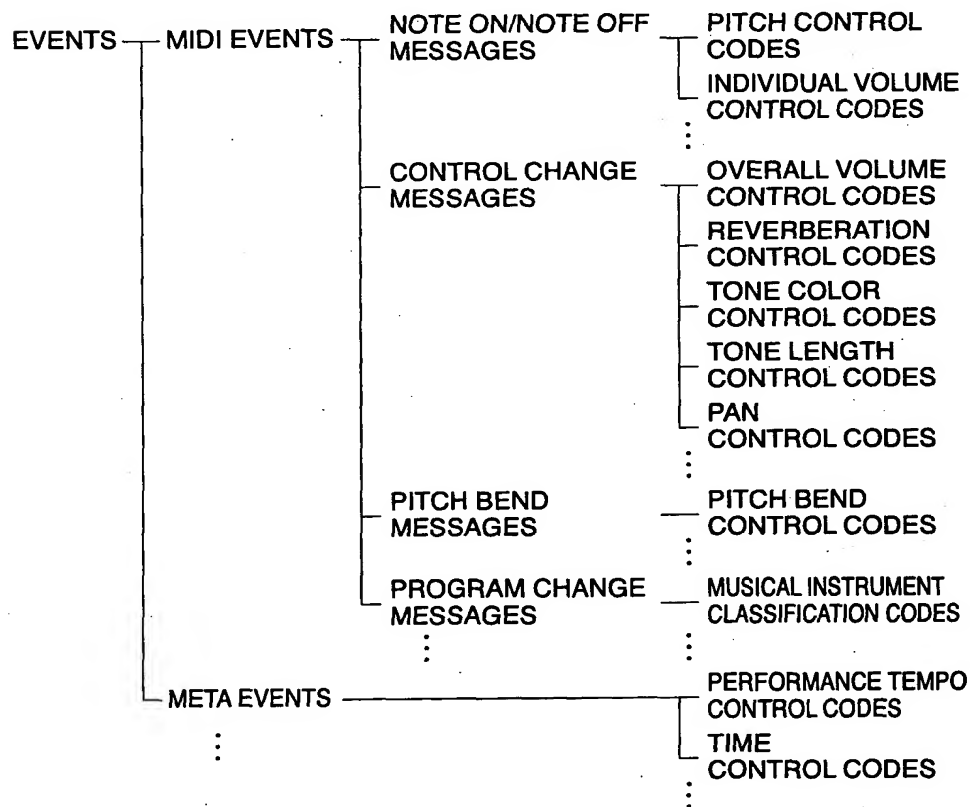 EVENTS MIDI EVENTS NOTE ON/NOTE OFF MESSAGES PITCH CONTROL CODES
INDIVIDUAL VOLUME CONTROL CODES
CONTROL CHANGE MESSAGES OVERALL VOLUME CONTROL CODES
REVERBERATION CONTROL CODES
TONE COLOR CONTROL CODES
TONE LENGTH CONTROL CODES
PAN CONTROL CODES
PITCH BEND MESSAGES PITCH BEND CONTROL CODES
PROGRAM CHANGE MESSAGES MUSICAL INSTRUMENT CLASSIFICATION CODES
META EVENTS PERFORMANCE TEMPO CONTROL CODES
TIME CONTROL CODES